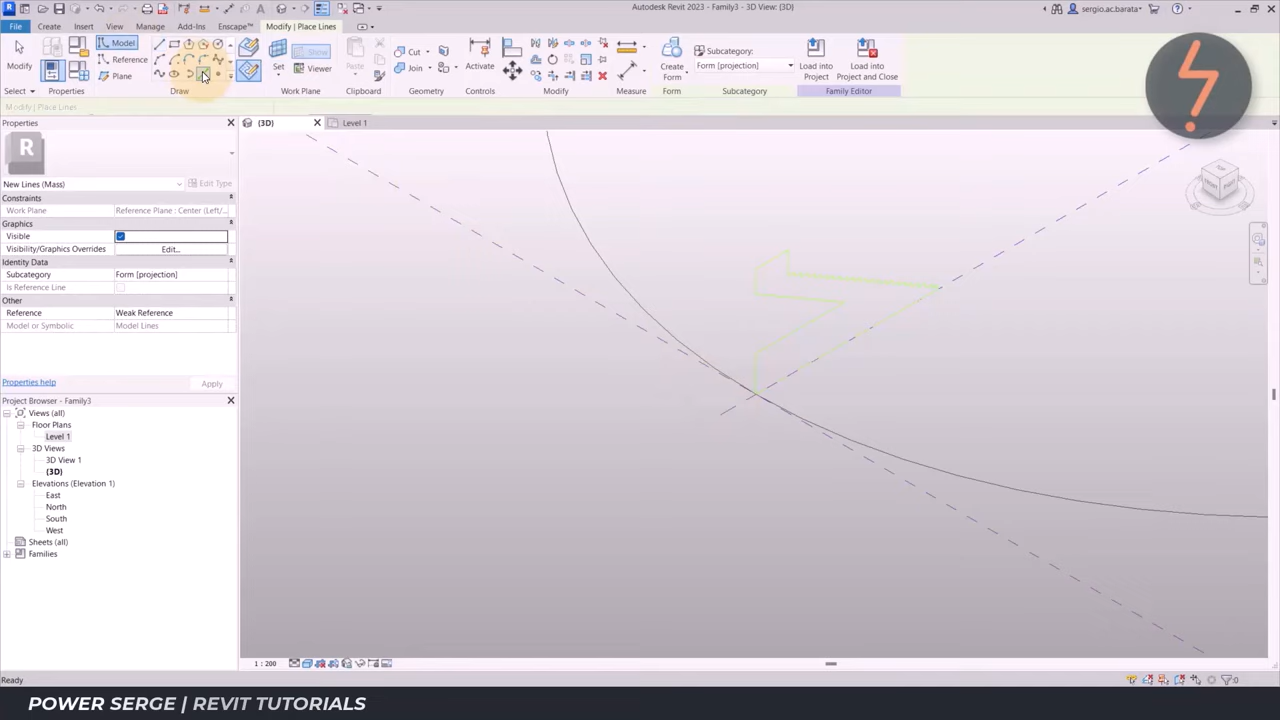 Autodesk Revit 2023 - Family3 - 3D View: {3D}
sergio.ac.barata
File Create Insert View Manage Add-Ins Enscape™ Modify | Place Lines
Modify
Model
Reference
Plane
Set
Show
Viewer
Paste
Cut
Join
Activate
Create Form
Subcategory:
Form [projection]
Load into Project
Load into Project and Close
Select Properties Draw Work Plane Clipboard Geometry Controls Modify Measure Form Subcategory Family Editor
Modify | Place Lines
Properties
{3D}
Level 1
R
New Lines (Mass)
Edit Type
Constraints
Work Plane Reference Plane : Center (Left/...
Graphics
Visible
Visibility/Graphics Overrides Edit...
Identity Data
Subcategory Form [projection]
Is Reference Line
Other
Reference Weak Reference
Model or Symbolic Model Lines
Properties help Apply
Project Browser - Family3
Views (all)
Floor Plans
Level 1
3D Views
3D View 1
{3D}
Elevations (Elevation 1)
East
North
South
West
Sheets (all)
Families
1 : 200
Ready
:0
POWER SERGE | REVIT TUTORIALS